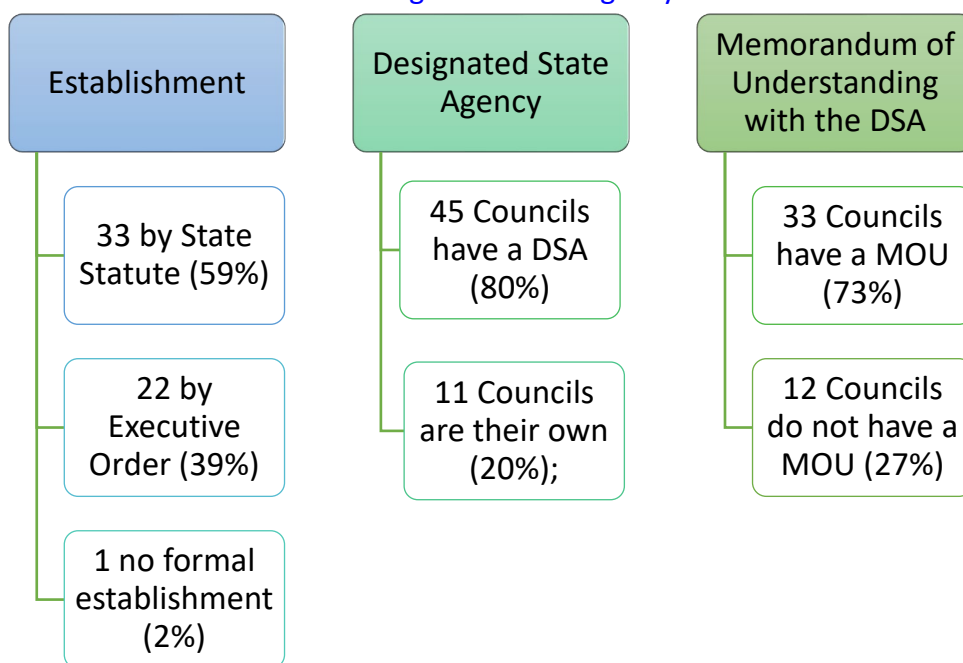 Establishment
33 by State
Statute (59%)
22 by
Executive
Order (39%)
1 no formal
establishment
(2%)
Designated State
Agency
45 Councils
have a DSA
(80%)
11 Councils
are their own
(20%);
Memorandum of
Understanding
with the DSA
33 Councils
have a MOU
(73%)
12 Councils
do not have a
MOU (27%)